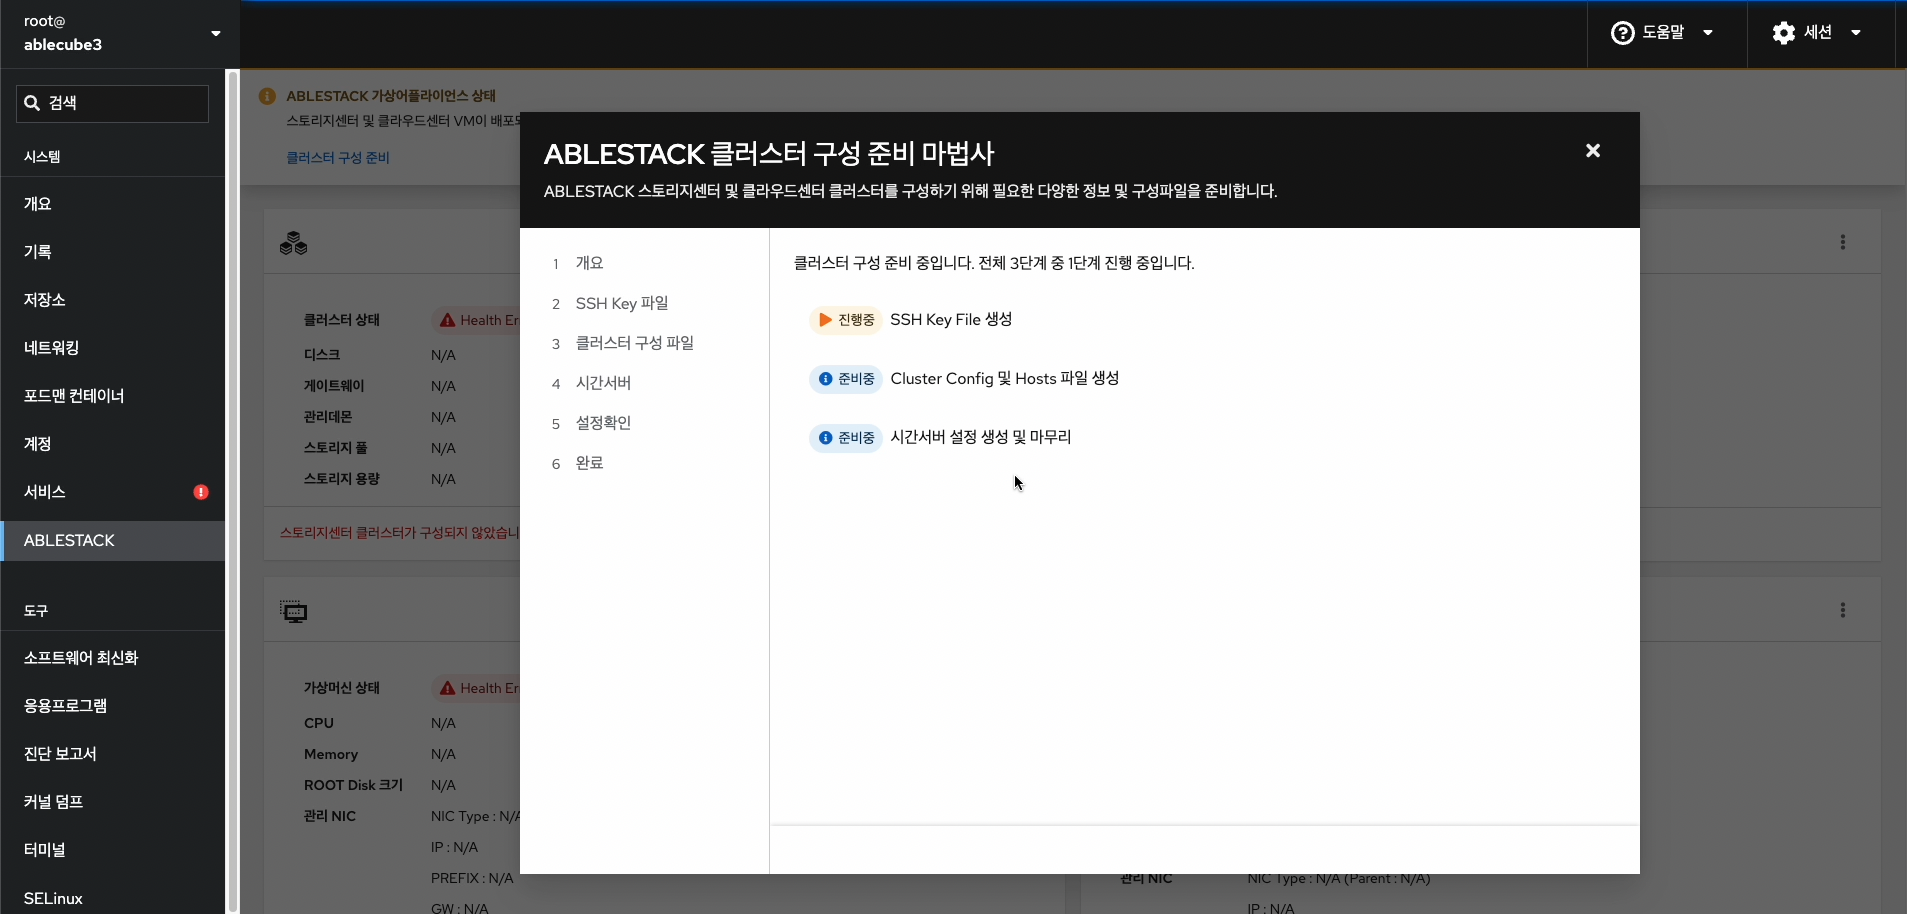 root@
ablecube3
도움말
세션
검색
시스템
개요
기록
저장소
네트워킹
포드맨 컨테이너
계정
서비스
ABLESTACK
도구
소프트웨어 최신화
응용프로그램
진단 보고서
커널 덤프
터미널
SELinux
ABLESTACK 가상어플라이언스 상태
스토리지센터 및 클라우드센터 VM이 배포
클러스터 구성 준비
클러스터 상태
Health Er
디스크 N/A
게이트웨이 N/A
관리데몬 N/A
스토리지 풀 N/A
스토리지 용량 N/A
스토리지센터 클러스터가 구성되지 않았습니
가상머신 상태
Health Er
CPU N/A
Memory N/A
ROOT Disk 크기 N/A
관리 NIC NIC Type : N/A
IP : N/A
PREFIX : N/A
GW : N/A
관리 NIC NIC Type : N/A (Parent : N/A)
IP : N/A
ABLESTACK 클러스터 구성 준비 마법사
ABLESTACK 스토리지센터 및 클라우드센터 클러스터를 구성하기 위해 필요한 다양한 정보 및 구성파일을 준비합니다.
1 개요
2 SSH Key 파일
3 클러스터 구성 파일
4 시간서버
5 설정확인
6 완료
클러스터 구성 준비 중입니다. 전체 3단계 중 1단계 진행 중입니다.
진행중 SSH Key File 생성
준비중 Cluster Config 및 Hosts 파일 생성
준비중 시간서버 설정 생성 및 마무리